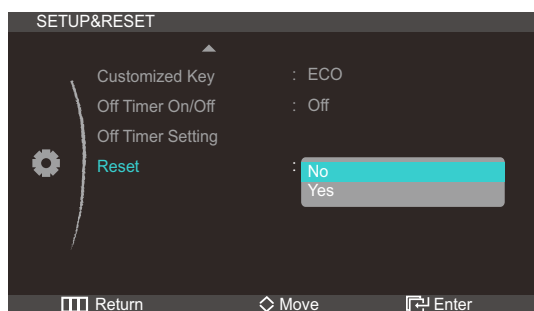 SETUP&RESET
Customized Key : ECO
Off Timer On/Off : Off
Off Timer Setting
Reset : No
Yes
Return Move Enter